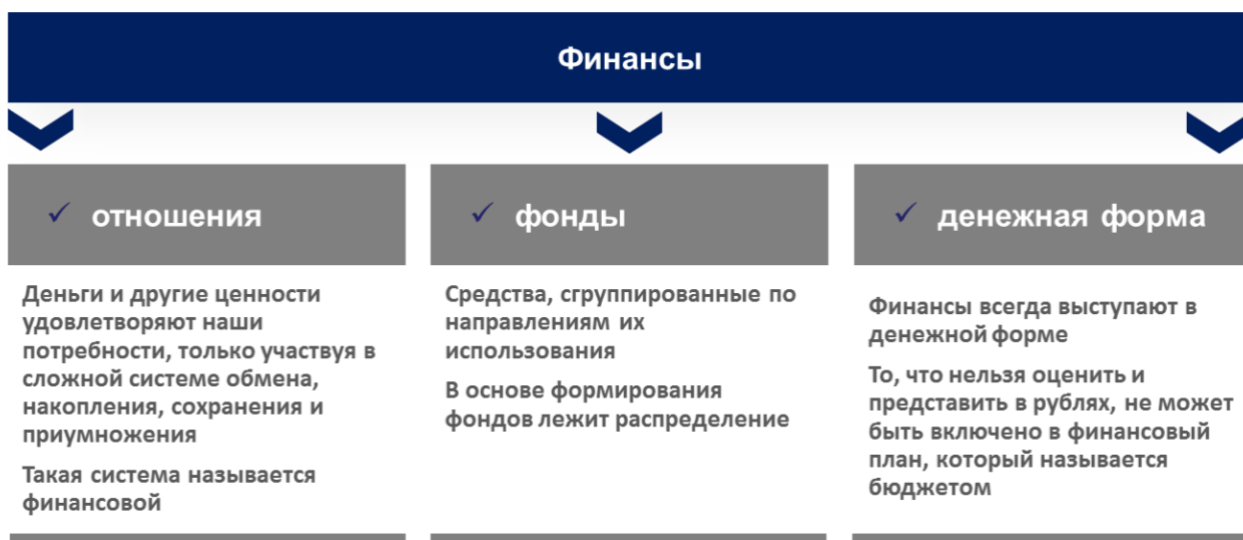 Финансы
отношения
Деньги и другие ценности
удовлетворяют наши
потребности, только участвуя в
сложной системе обмена,
накопления, сохранения и
приумножения
Такая система называется
финансовой
фонды
Средства, сгруппированные по
направлениям их
использования
В основе формирования
фондов лежит распределение
денежная форма
Финансы всегда выступают в
денежной форме
То, что нельзя оценить и
представить в рублях, не может
быть включено в финансовый
план, который называется
бюджетом